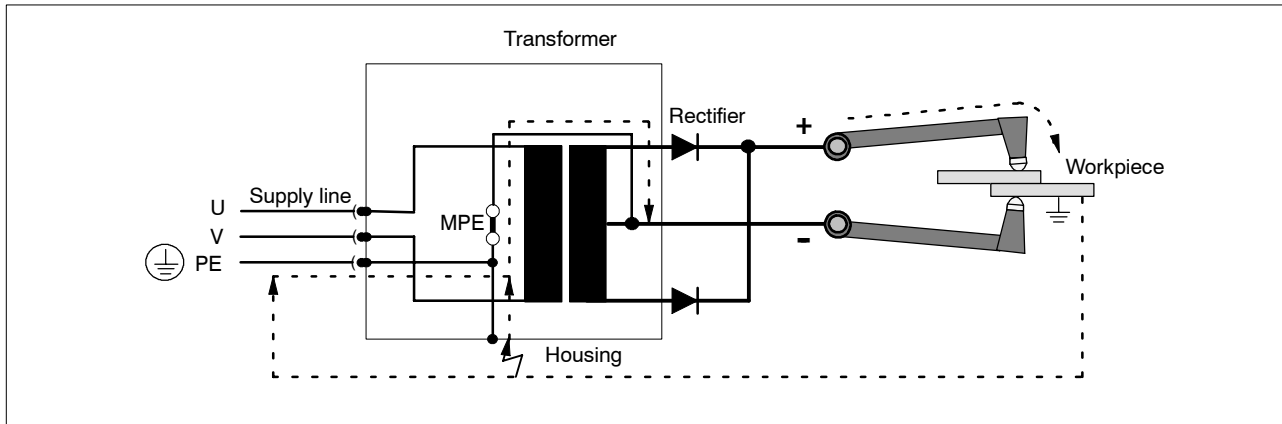 Transformer
Rectifier
+
Workpiece
Supply line
U
MPE
V
-
PE
Housing